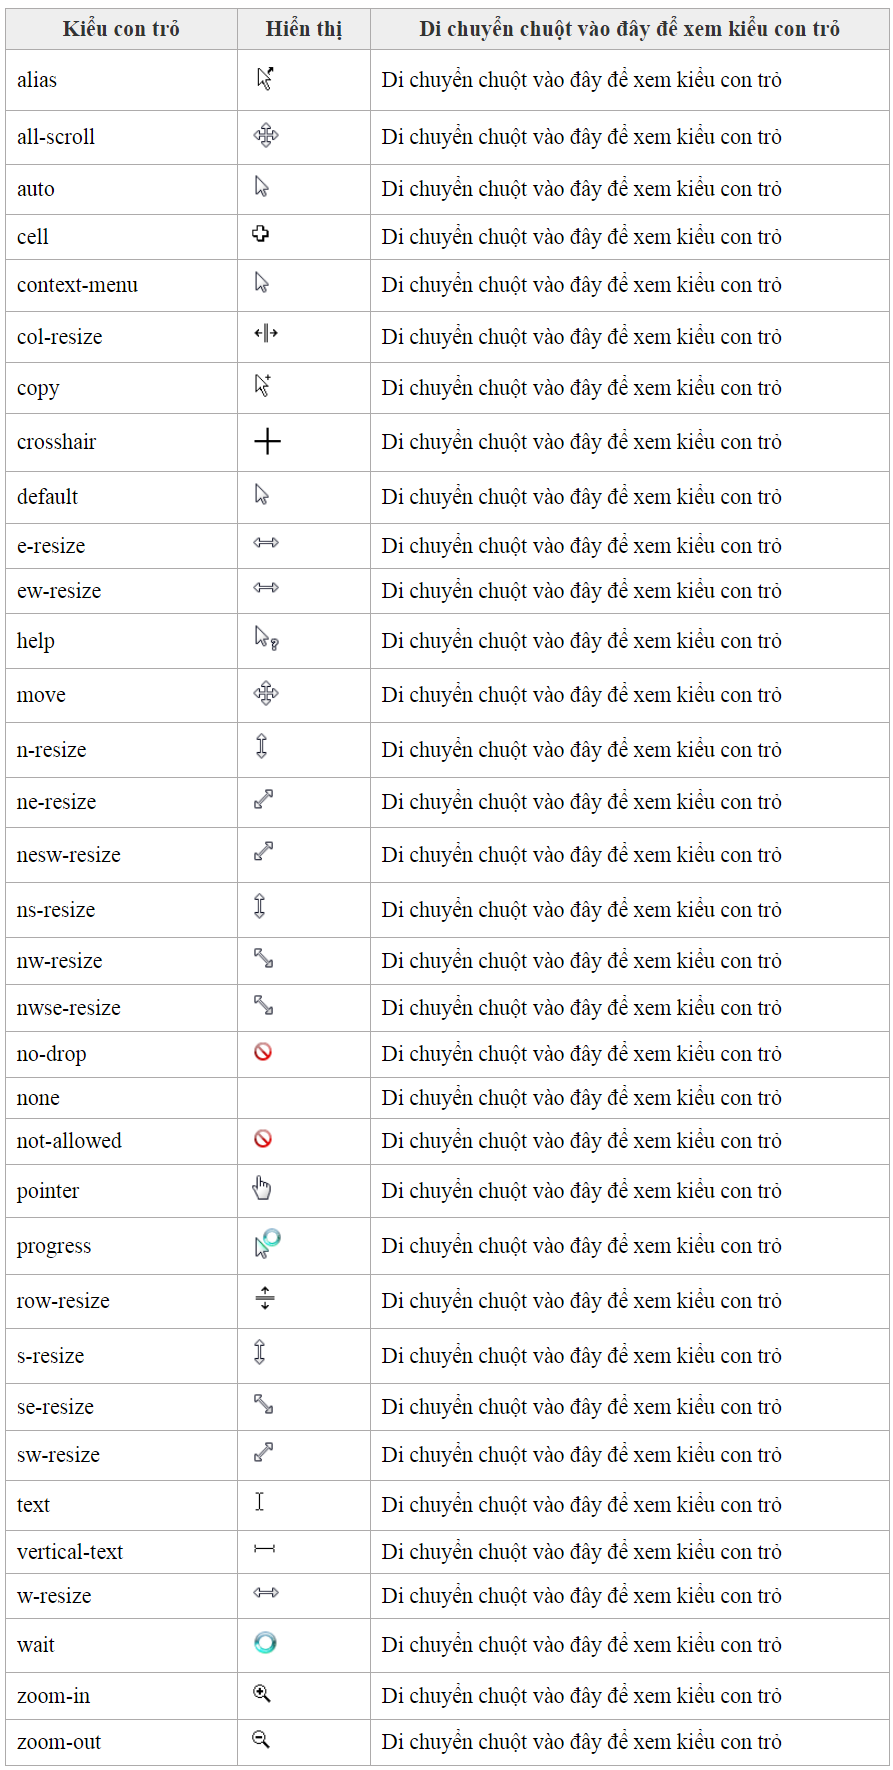 Kiểu con trỏ Hiển thị Di chuyển chuột vào đây để xem kiểu con trỏ
alias Di chuyển chuột vào đây để xem kiểu con trỏ
all-scroll Di chuyển chuột vào đây để xem kiểu con trỏ
auto Di chuyển chuột vào đây để xem kiểu con trỏ
cell Di chuyển chuột vào đây để xem kiểu con trỏ
context-menu Di chuyển chuột vào đây để xem kiểu con trỏ
col-resize Di chuyển chuột vào đây để xem kiểu con trỏ
copy Di chuyển chuột vào đây để xem kiểu con trỏ
crosshair Di chuyển chuột vào đây để xem kiểu con trỏ
default Di chuyển chuột vào đây để xem kiểu con trỏ
e-resize Di chuyển chuột vào đây để xem kiểu con trỏ
ew-resize Di chuyển chuột vào đây để xem kiểu con trỏ
help Di chuyển chuột vào đây để xem kiểu con trỏ
move Di chuyển chuột vào đây để xem kiểu con trỏ
n-resize Di chuyển chuột vào đây để xem kiểu con trỏ
ne-resize Di chuyển chuột vào đây để xem kiểu con trỏ
nesw-resize Di chuyển chuột vào đây để xem kiểu con trỏ
ns-resize Di chuyển chuột vào đây để xem kiểu con trỏ
nw-resize Di chuyển chuột vào đây để xem kiểu con trỏ
nwse-resize Di chuyển chuột vào đây để xem kiểu con trỏ
no-drop Di chuyển chuột vào đây để xem kiểu con trỏ
none Di chuyển chuột vào đây để xem kiểu con trỏ
not-allowed Di chuyển chuột vào đây để xem kiểu con trỏ
pointer Di chuyển chuột vào đây để xem kiểu con trỏ
progress Di chuyển chuột vào đây để xem kiểu con trỏ
row-resize Di chuyển chuột vào đây để xem kiểu con trỏ
s-resize Di chuyển chuột vào đây để xem kiểu con trỏ
se-resize Di chuyển chuột vào đây để xem kiểu con trỏ
sw-resize Di chuyển chuột vào đây để xem kiểu con trỏ
text Di chuyển chuột vào đây để xem kiểu con trỏ
vertical-text Di chuyển chuột vào đây để xem kiểu con trỏ
w-resize Di chuyển chuột vào đây để xem kiểu con trỏ
wait Di chuyển chuột vào đây để xem kiểu con trỏ
zoom-in Di chuyển chuột vào đây để xem kiểu con trỏ
zoom-out Di chuyển chuột vào đây để xem kiểu con trỏ